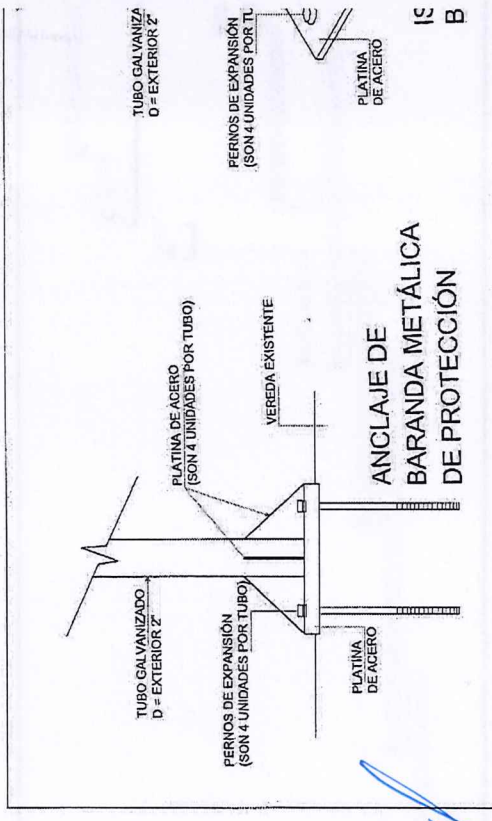 TUBO GALVANIZADO
D = EXTERIOR 2"
PLATINA DE ACERO
(SON 4 UNIDADES POR TUBO)
PERNOS DE EXPANSIÓN
(SON 4 UNIDADES POR TUBO)
VEREDA EXISTENTE
PLATINA
DE ACERO
ANCLAJE DE
BARANDA METÁLICA
DE PROTECCIÓN
TUBO GALVANIZA
D = EXTERIOR 2"
PERNOS DE EXPANSIÓN
(SON 4 UNIDADES POR TU
PLATINA
DE ACERO
IS
B